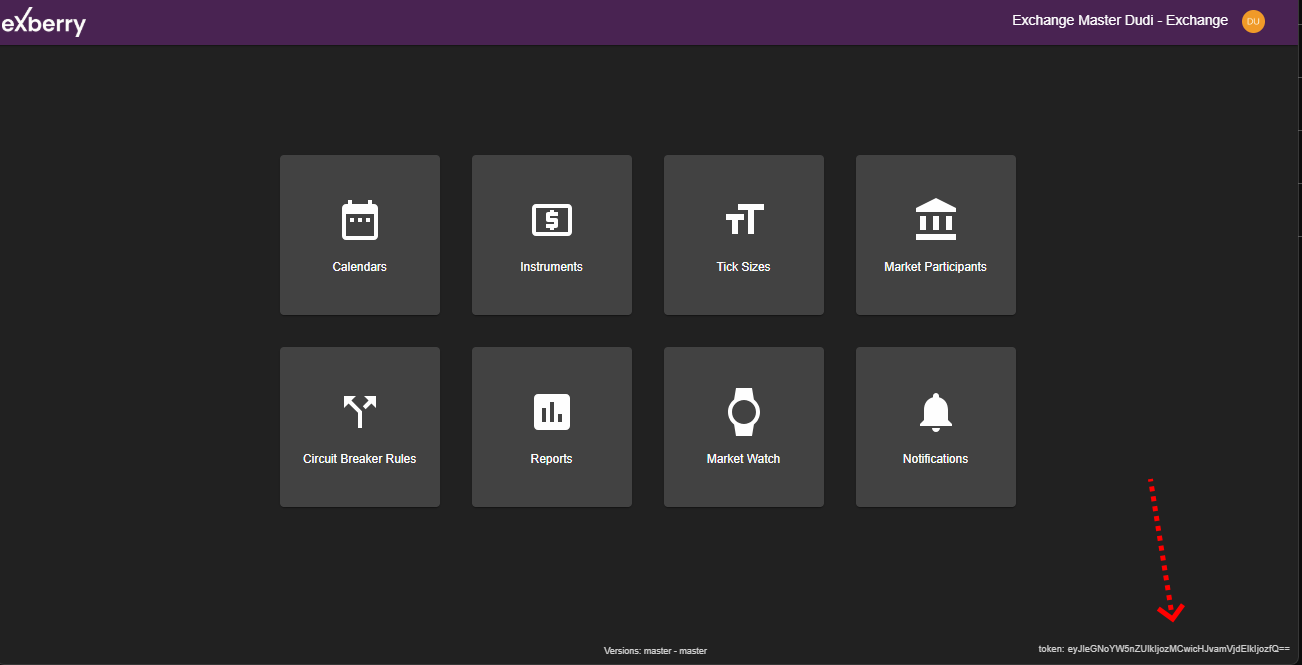 eXberry
Exchange Master Dudi - Exchange
DU
Calendars
Instruments
Tick Sizes
Market Participants
Circuit Breaker Rules
Reports
Market Watch
Notifications
Versions: master - master
token: eyJleGNoYW5nZUlkIjozMCwicHJvamVjdElkIjozfQ==